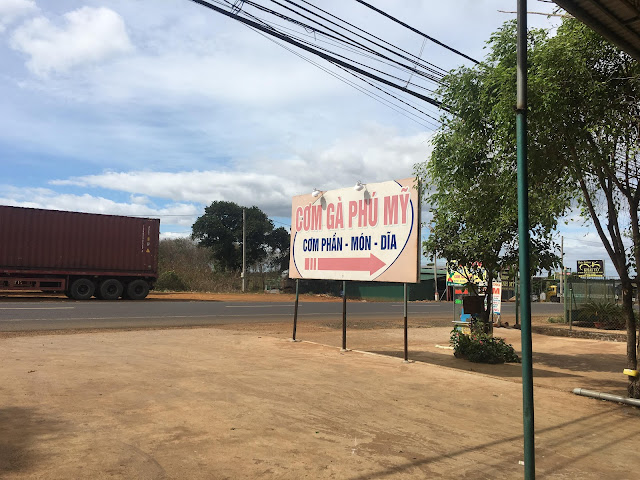 CƠM GÀ PHÚ MỸ
CƠM PHẦN - MÓN - DĨA